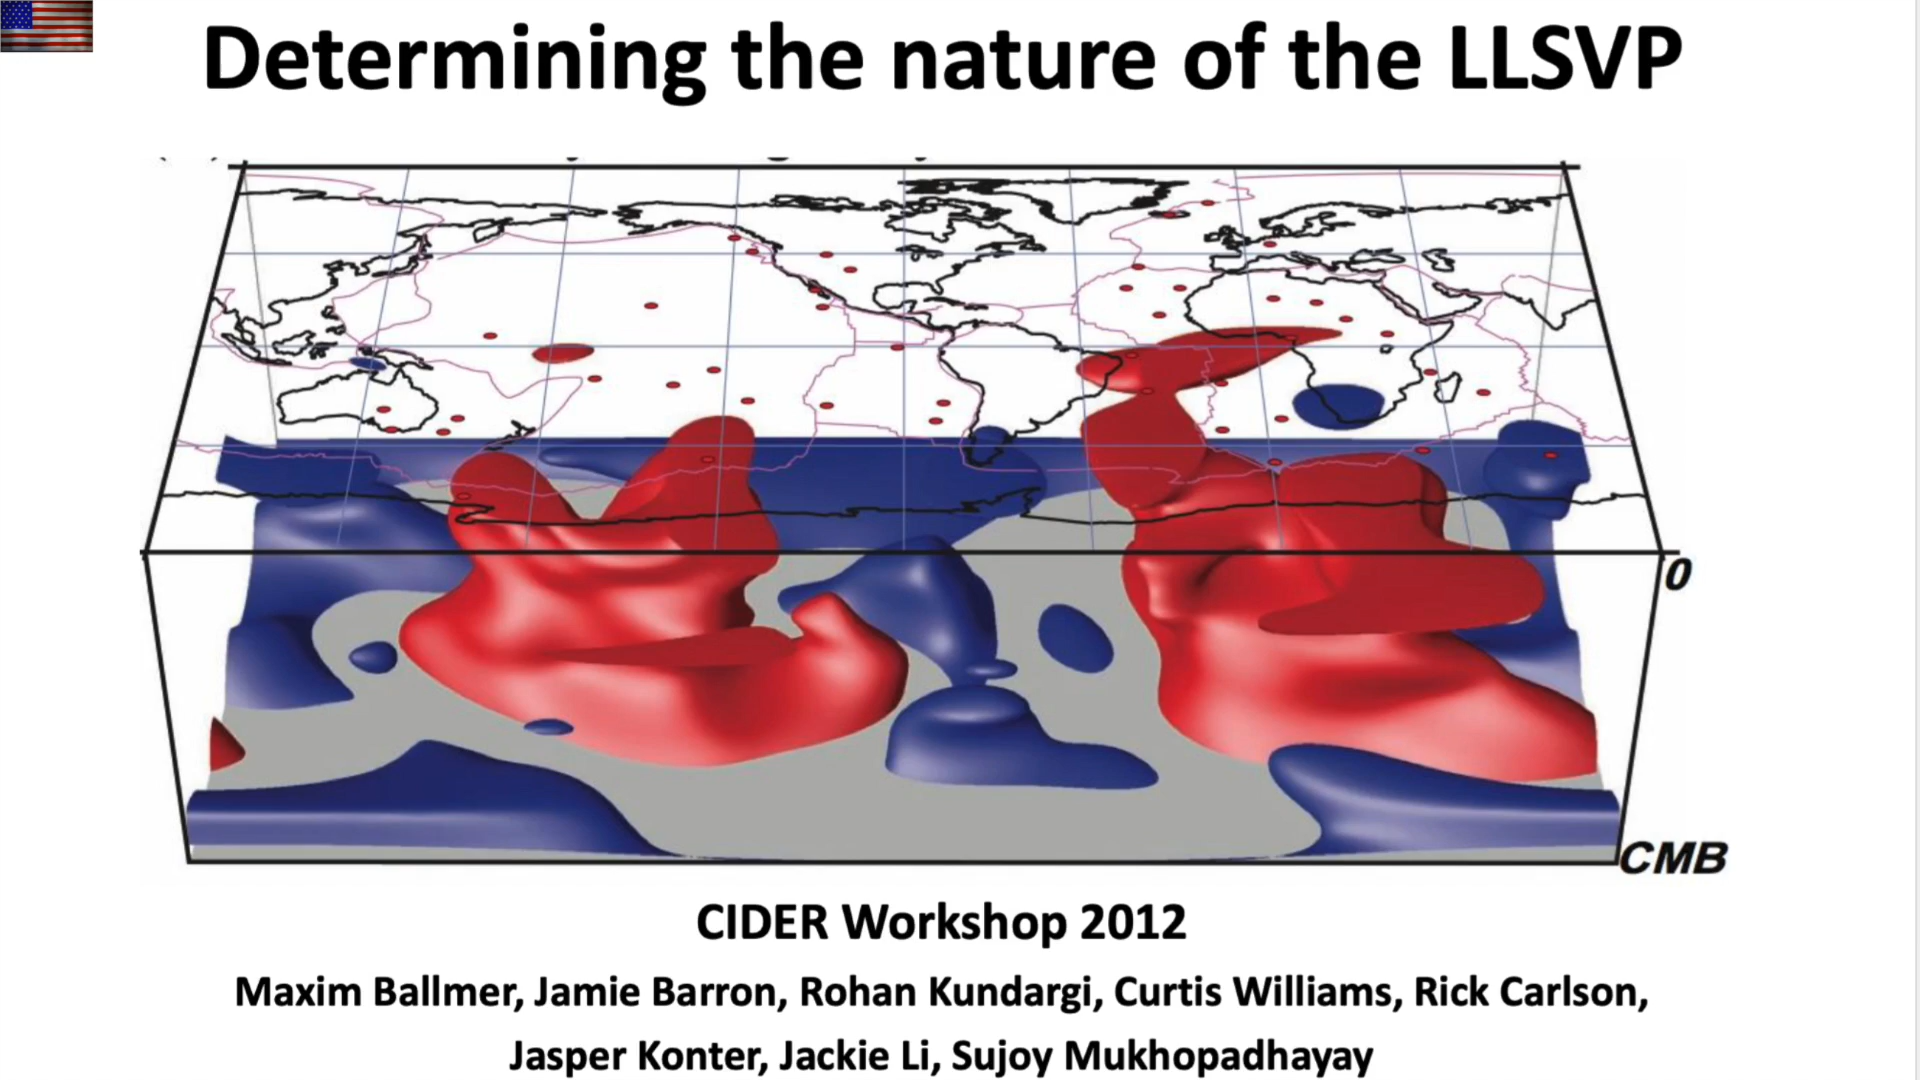 Determining the nature of the LLSVP
0
CMB
CIDER Workshop 2012
Maxim Ballmer, Jamie Barron, Rohan Kundargi, Curtis Williams, Rick Carlson,
Jasper Konter, Jackie Li, Sujoy Mukhopadhayay